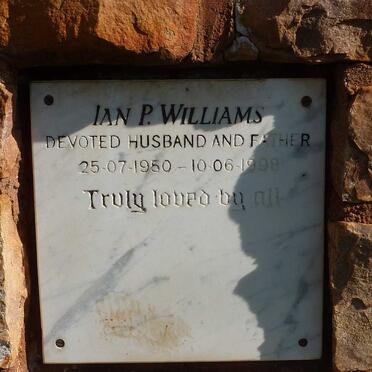 IAN P. WILLIAMS
DEVOTED HUSBAND AND FATHER
25-07-1950 – 10-06-1998
Truly loved by all